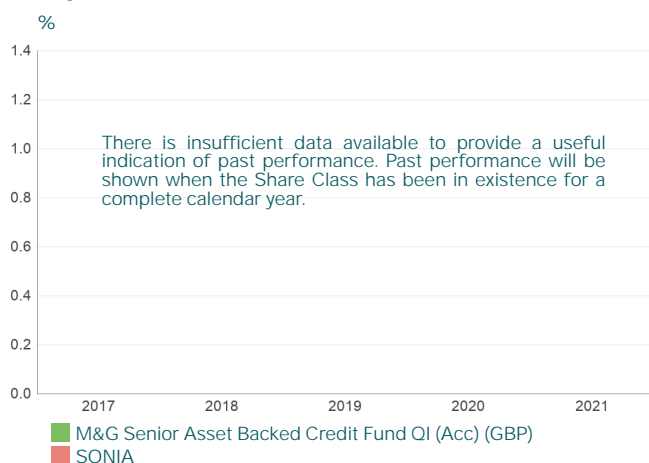 %
1.4
1.2
There is insufficient data available to provide a useful
1.0
indication of past performance. Past performance will be
shown when the Share Class has been in existence for a
0.8
complete calendar year.
0.6
0.4
0.2
0.0
2017 2018 2019 2020 2021
M&G Senior Asset Backed Credit Fund QI (Acc) (GBP)
SONIA